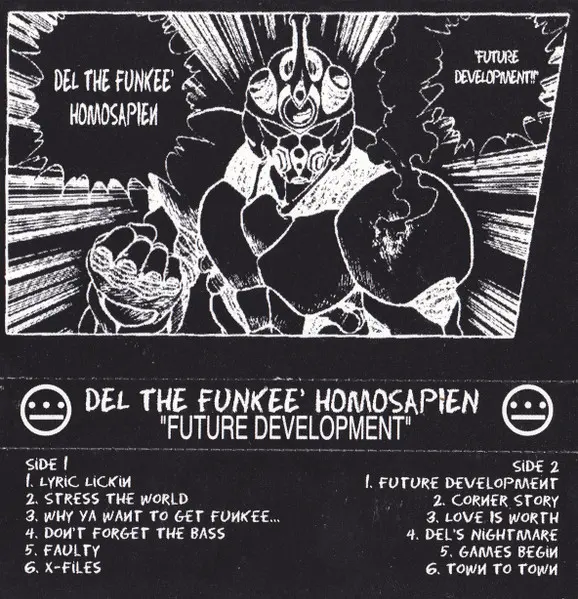 DEL THE FUNKEE'
HOMOSAPIEN
"FUTURE
DEVELOPMENT!!"
DEL THE FUNKEE' HOMOSAPIEN
"FUTURE DEVELOPMENT"
SIDE 1
1. LYRIC LICKIN
2. STRESS THE WORLD
3. WHY YA WANT TO GET FUNKEE...
4. DON'T FORGET THE BASS
5. FAULTY
6. X-FILES
SIDE 2
1. FUTURE DEVELOPMENT
2. CORNER STORY
3. LOVE IS WORTH
4. DEL'S NIGHTMARE
5. GAMES BEGIN
6. TOWN TO TOWN